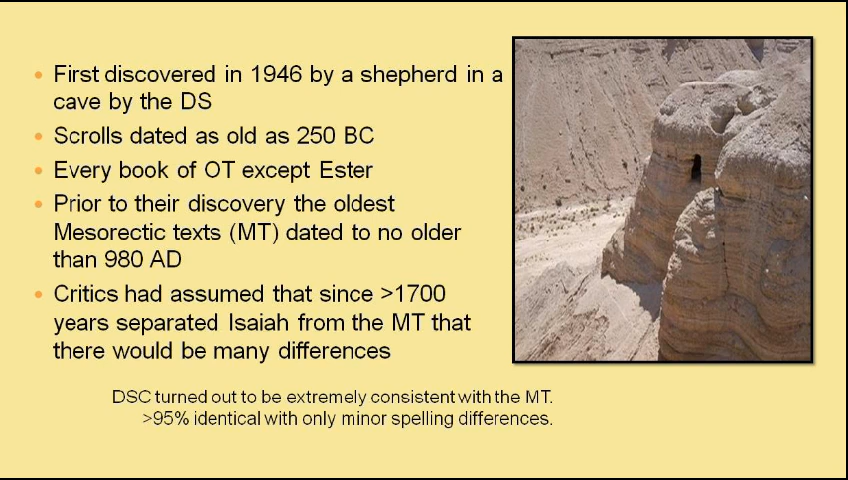 First discovered in 1946 by a shepherd in a
cave by the DS
Scrolls dated as old as 250 BC
Every book of OT except Ester
Prior to their discovery the oldest
Mesorectic texts (MT) dated to no older
than 980 AD
Critics had assumed that since >1700
years separated Isaiah from the MT that
there would be many differences
DSC turned out to be extremely consistent with the MT.
>95% identical with only minor spelling differences.